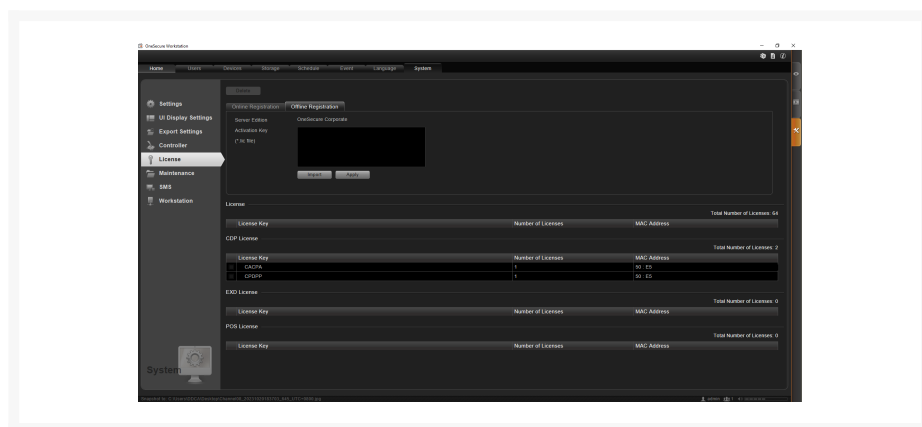 OneSecure Workstation
Home Users Devices Storage Schedule Event Language System
Online Registration Offline Registration
Settings
UI Display Settings
Export Settings
Controller
License
Maintenance
SMS
Workstation
Server Edition OneSecure Corporate
Activation Key
(*.lic file)
Import Apply
License
Total Number of Licenses: 64
License Key Number of Licenses MAC Address
CDP License
Total Number of Licenses: 2
License Key Number of Licenses MAC Address
CACPA 1 50 E5
CPDPP 1 50 E5
EXD License
Total Number of Licenses: 0
License Key Number of Licenses MAC Address
POS License
Total Number of Licenses: 0
License Key Number of Licenses MAC Address
System
admin